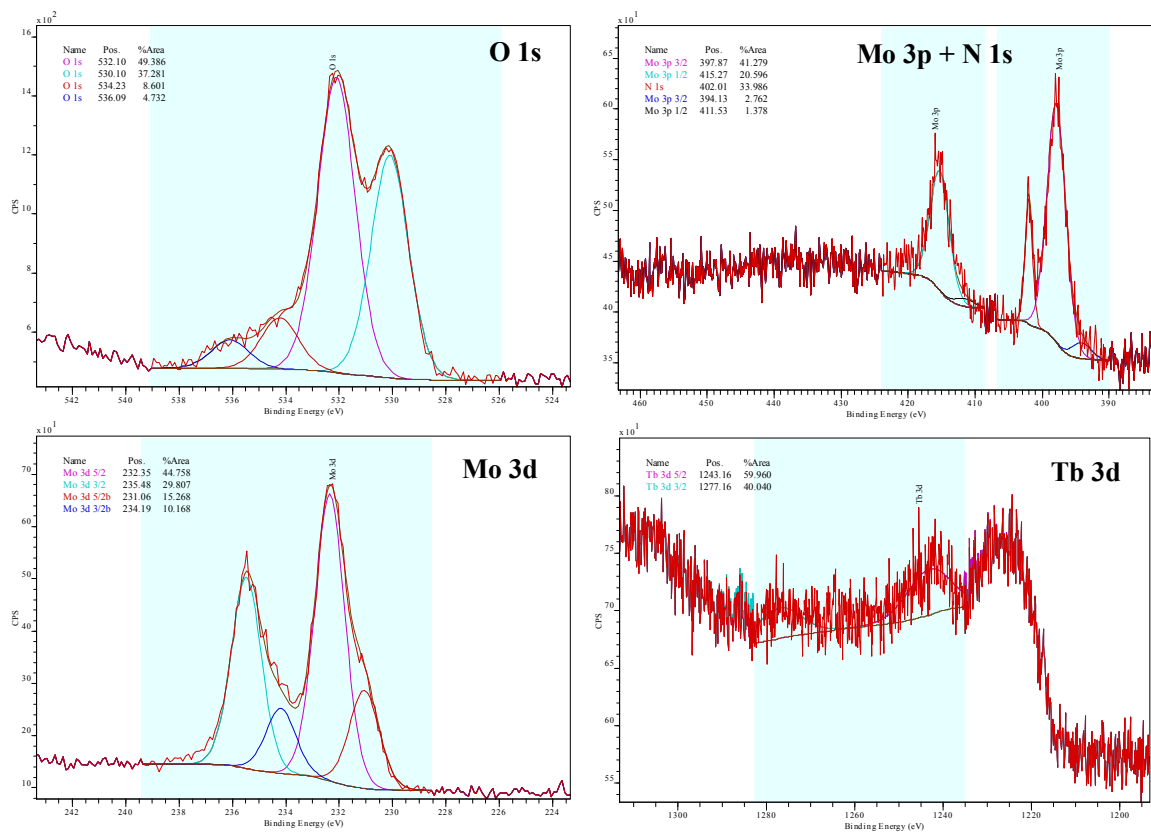 x 10²
O 1s
Name Pos. %Area
O 1s 532.10 49.386
O 1s 530.10 37.281
O 1s 534.23 8.601
O 1s 536.09 4.732
O 1s
16
14
12
10
8
6
CPS
542 540 538 536 534 532 530 528 526 524
Binding Energy (eV)
x 10¹
Mo 3p + N 1s
Name Pos. %Area
Mo 3p 3/2 397.87 41.279
Mo 3p 1/2 415.27 20.596
N 1s 402.01 33.986
Mo 3p 3/2 394.13 2.762
Mo 3p 1/2 411.53 1.378
Mo 3p
Mo 3p
65
60
55
50
45
40
35
CPS
460 450 440 430 420 410 400 390
Binding Energy (eV)
x 10¹
Mo 3d
Name Pos. %Area
Mo 3d 5/2 232.35 44.758
Mo 3d 3/2 235.48 29.807
Mo 3d 5/2b 231.06 15.268
Mo 3d 3/2b 234.19 10.168
Mo 3d
70
60
50
40
30
20
10
CPS
242 240 238 236 234 232 230 228 226 224
Binding Energy (eV)
x 10¹
Tb 3d
Name Pos. %Area
Tb 3d 5/2 1243.16 59.960
Tb 3d 3/2 1277.16 40.040
Tb 3d
80
75
70
65
60
55
CPS
1300 1280 1260 1240 1220 1200
Binding Energy (eV)